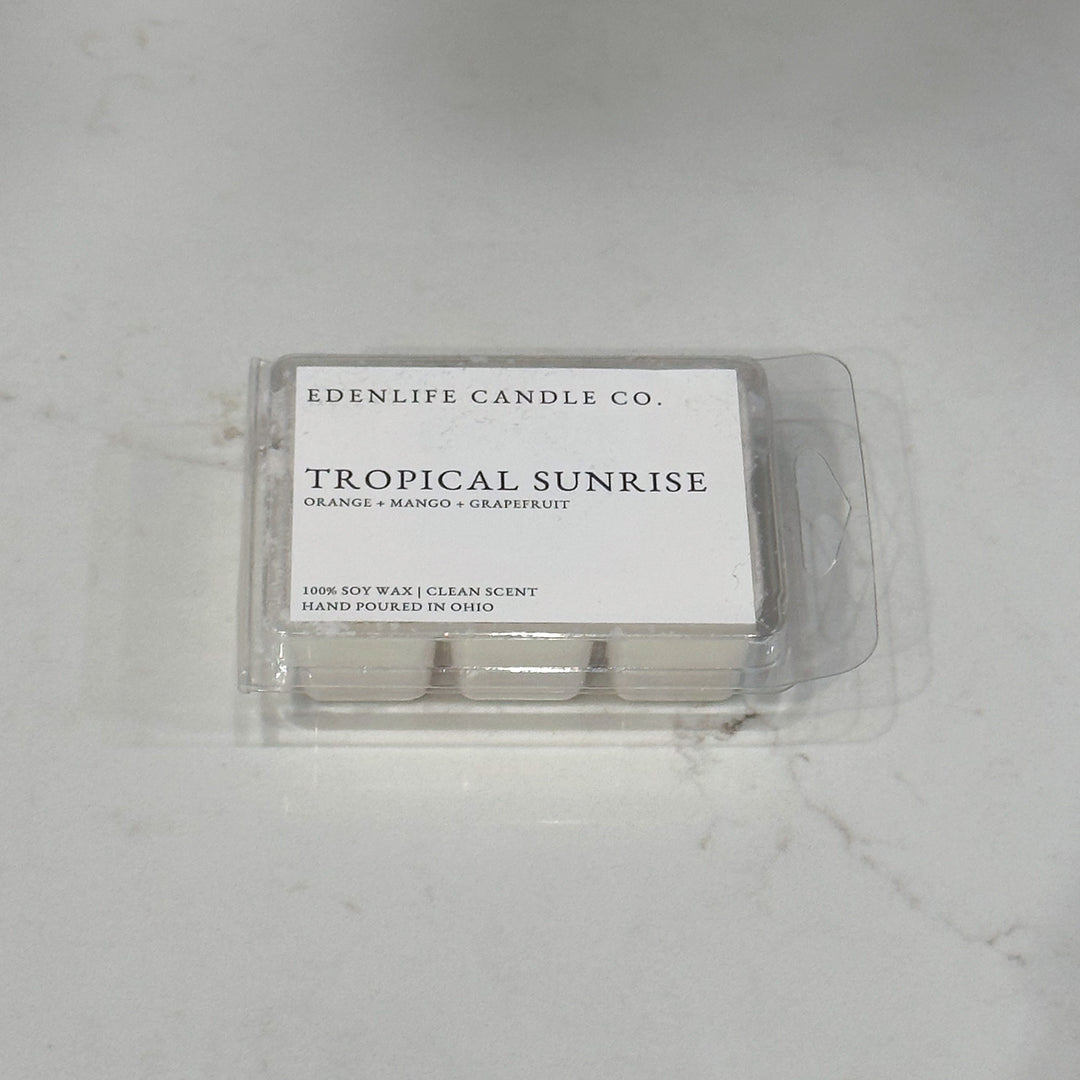 EDENLIFE CANDLE CO.
TROPICAL SUNRISE
ORANGE + MANGO + GRAPEFRUIT
100% SOY WAX | CLEAN SCENT
HAND POURED IN OHIO